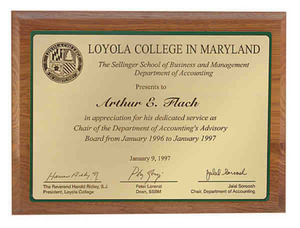 LOYOLA COLLEGE IN MARYLAND
The Sellinger School of Business and Management
Department of Accounting
Presents to
Arthur E. Flach
in appreciation for his dedicated service as
Chair of the Department of Accounting's Advisory
Board from January 1996 to January 1997
January 9, 1997
The Reverend Harold Ridley, S.J.
President, Loyola College
Peter Lorenzi
Dean, SSBM
Jalal Soroosh
Chair, Department of Accounting